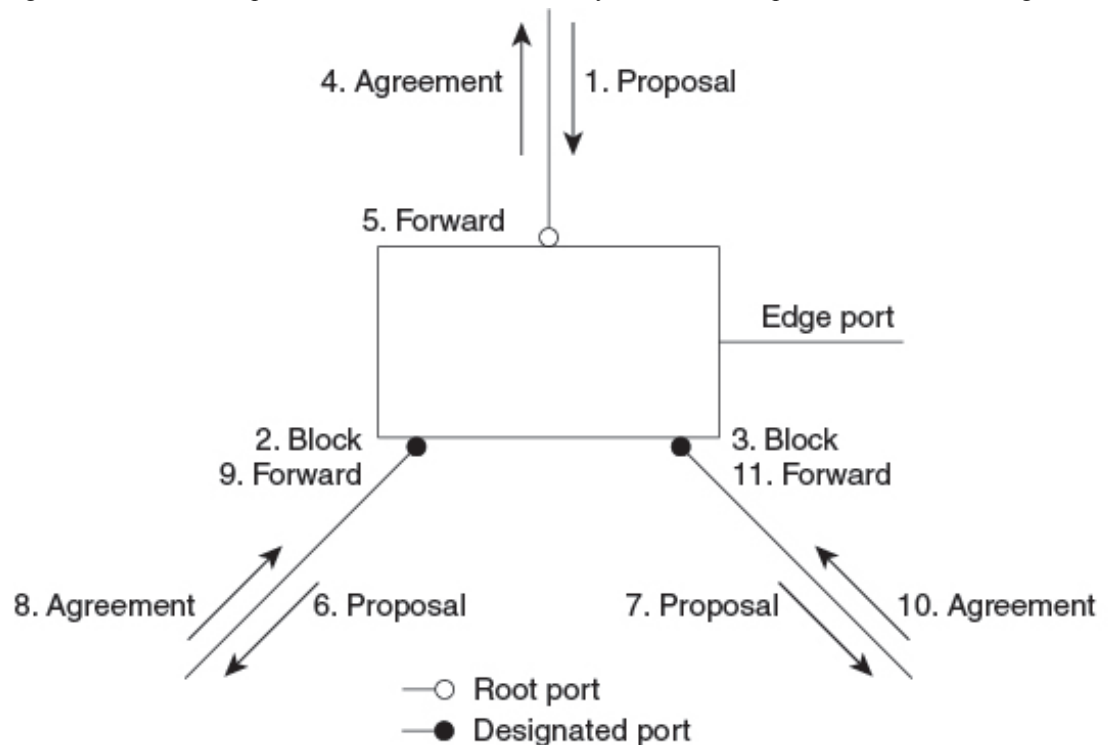 4. Agreement
1. Proposal
5. Forward
Edge port
2. Block
9. Forward
3. Block
11. Forward
8. Agreement
6. Proposal
7. Proposal
10. Agreement
Root port
Designated port